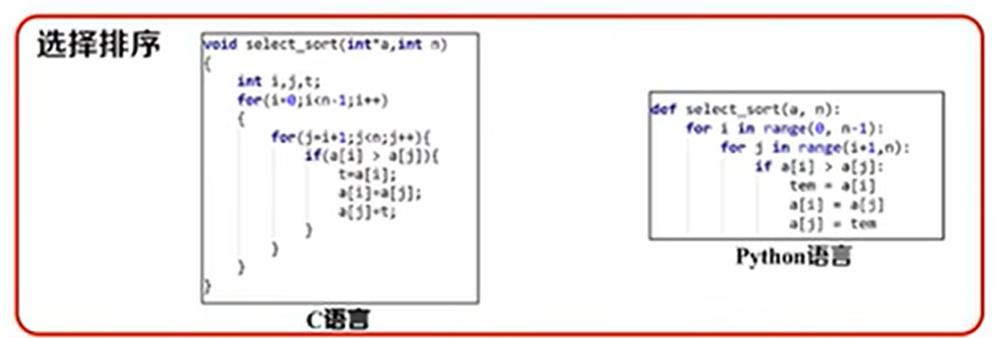 选择排序
void select_sort(int*a,int n)
{
int i,j,t;
for(i=0;i<n-1;i++)
{
for(j=i+1;j<n;j++){
if(a[i] > a[j]){
t=a[i];
a[i]=a[j];
a[j]=t;
}
}
}
}
C语言
def select_sort(a, n):
for i in range(0, n-1):
for j in range(i+1,n):
if a[i] > a[j]:
tem = a[i]
a[i] = a[j]
a[j] = tem
Python语言